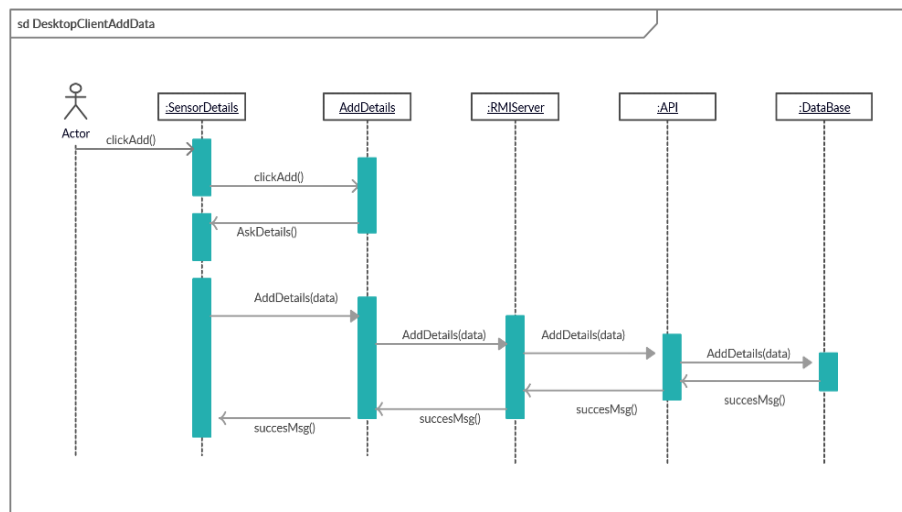 sd DesktopClientAddData
:SensorDetails
AddDetails
:RMIServer
:API
:DataBase
Actor
clickAdd()
clickAdd()
AskDetails()
AddDetails(data)
AddDetails(data)
AddDetails(data)
AddDetails(data)
succesMsg()
succesMsg()
succesMsg()
succesMsg()